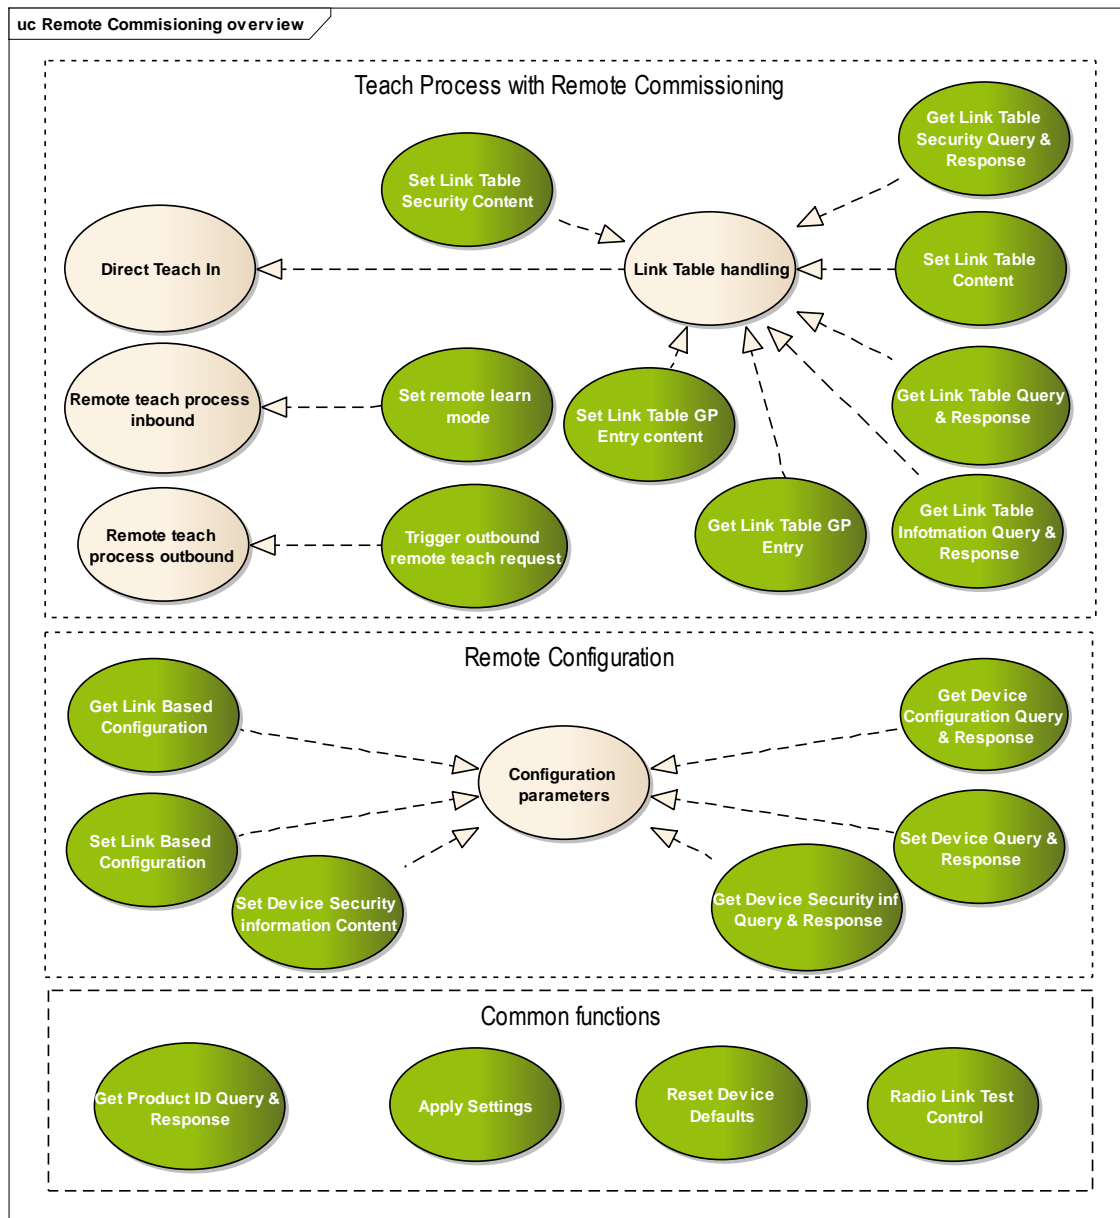 uc Remote Commisioning overview
Teach Process with Remote Commissioning
Get Link Table
Security Query &
Response
Set Link Table
Security Content
Direct Teach In
Link Table handling
Set Link Table
Content
Remote teach process
inbound
Set remote learn
mode
Set Link Table GP
Entry content
Get Link Table Query
& Response
Remote teach
process outbound
Trigger outbound
remote teach request
Get Link Table GP
Entry
Get Link Table
Infotmation Query &
Response
Remote Configuration
Get Link Based
Configuration
Get Device
Configuration Query
& Response
Configuration
parameters
Set Link Based
Configuration
Set Device Query &
Response
Set Device Security
information Content
Get Device Security inf
Query & Response
Common functions
Get Product ID Query &
Response
Apply Settings
Reset Device
Defaults
Radio Link Test
Control